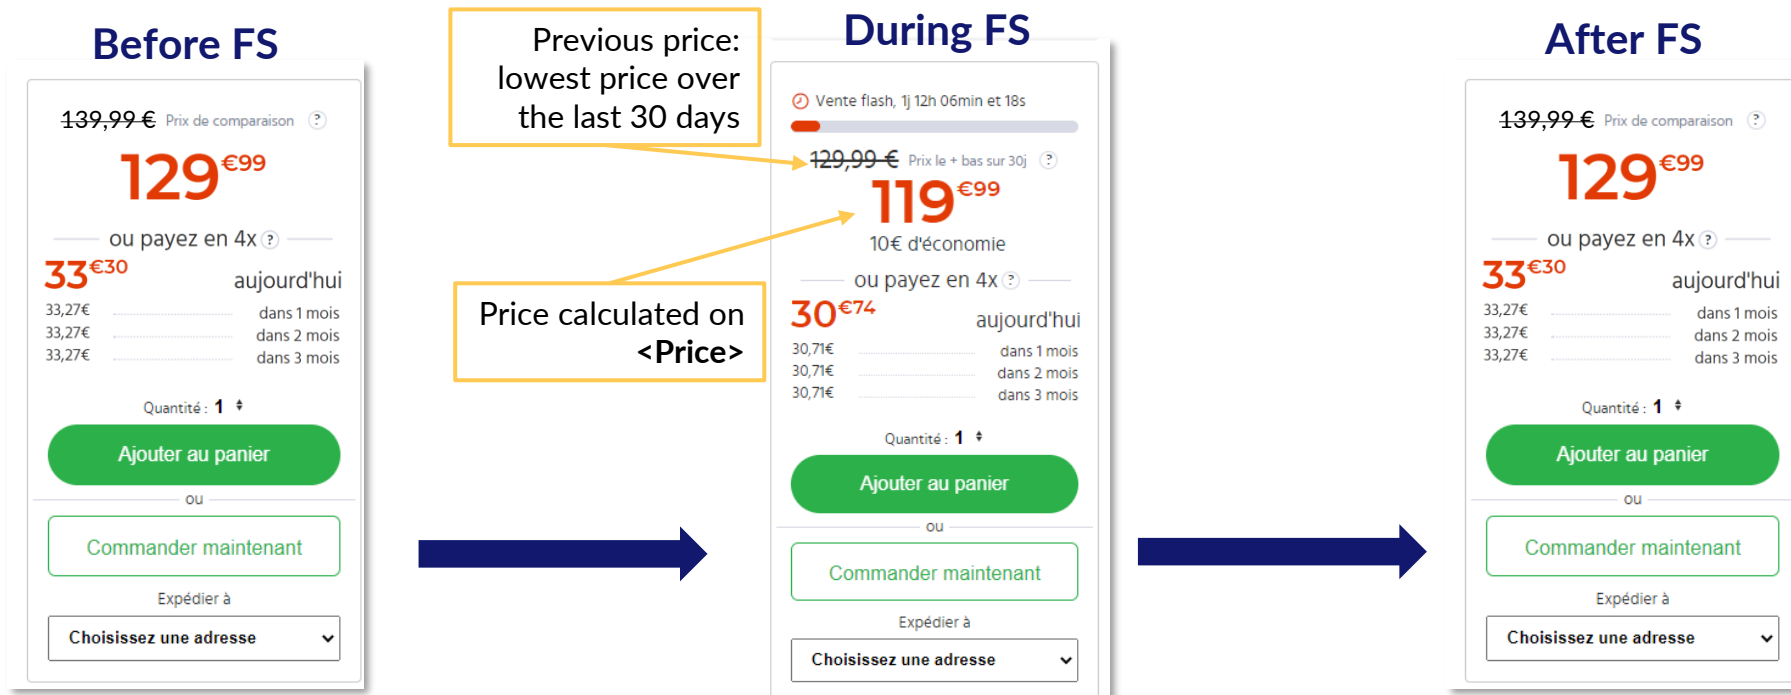 Before FS
139,99 € Prix de comparaison ?
129€99
ou payez en 4x ?
33€30 aujourd'hui
33,27€ dans 1 mois
33,27€ dans 2 mois
33,27€ dans 3 mois
Quantité : 1
Ajouter au panier
ou
Commander maintenant
Expédier à
Choisissez une adresse
Previous price:
lowest price over
the last 30 days
Price calculated on
<Price>
During FS
Vente flash, 1j 12h 06min et 18s
129,99 € Prix le + bas sur 30j ?
119€99
10€ d'économie
ou payez en 4x ?
30€74 aujourd'hui
30,71€ dans 1 mois
30,71€ dans 2 mois
30,71€ dans 3 mois
Quantité : 1
Ajouter au panier
ou
Commander maintenant
Expédier à
Choisissez une adresse
After FS
139,99 € Prix de comparaison ?
129€99
ou payez en 4x ?
33€30 aujourd'hui
33,27€ dans 1 mois
33,27€ dans 2 mois
33,27€ dans 3 mois
Quantité : 1
Ajouter au panier
ou
Commander maintenant
Expédier à
Choisissez une adresse